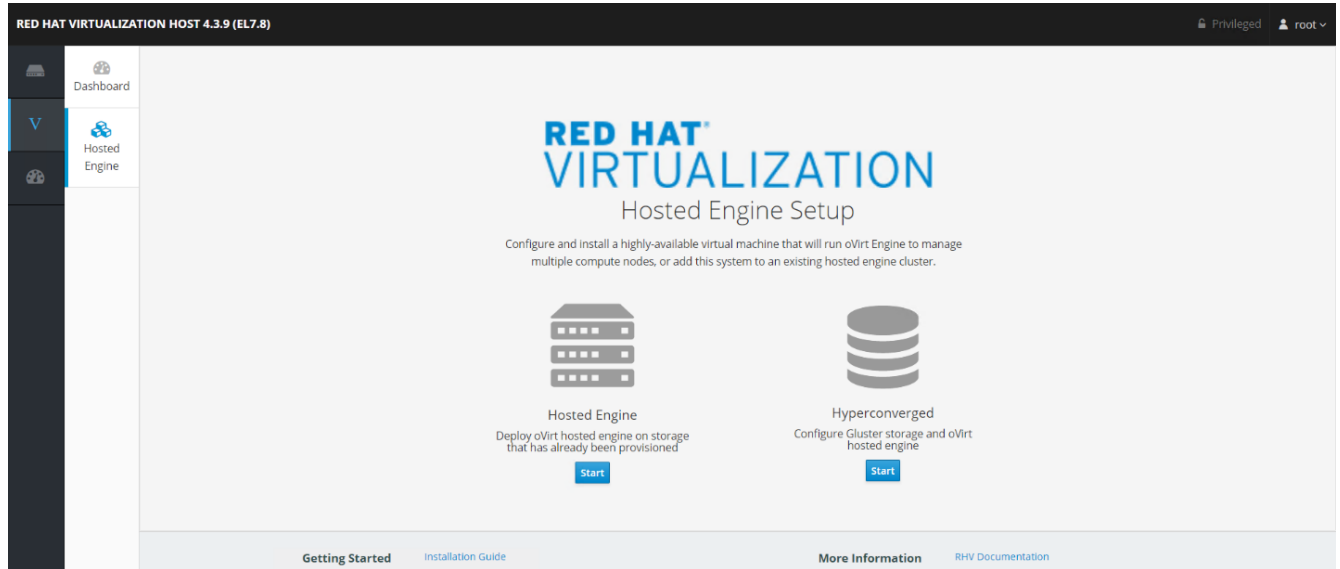 RED HAT VIRTUALIZATION HOST 4.3.9 (EL7.8)
Privileged
root
Dashboard
V
Hosted
Engine
RED HAT
VIRTUALIZATION
Hosted Engine Setup
Configure and install a highly-available virtual machine that will run oVirt Engine to manage
multiple compute nodes, or add this system to an existing hosted engine cluster.
Hosted Engine
Deploy oVirt hosted engine on storage
that has already been provisioned
Start
Hyperconverged
Configure Gluster storage and oVirt
hosted engine
Start
Getting Started
Installation Guide
More Information
RHV Documentation